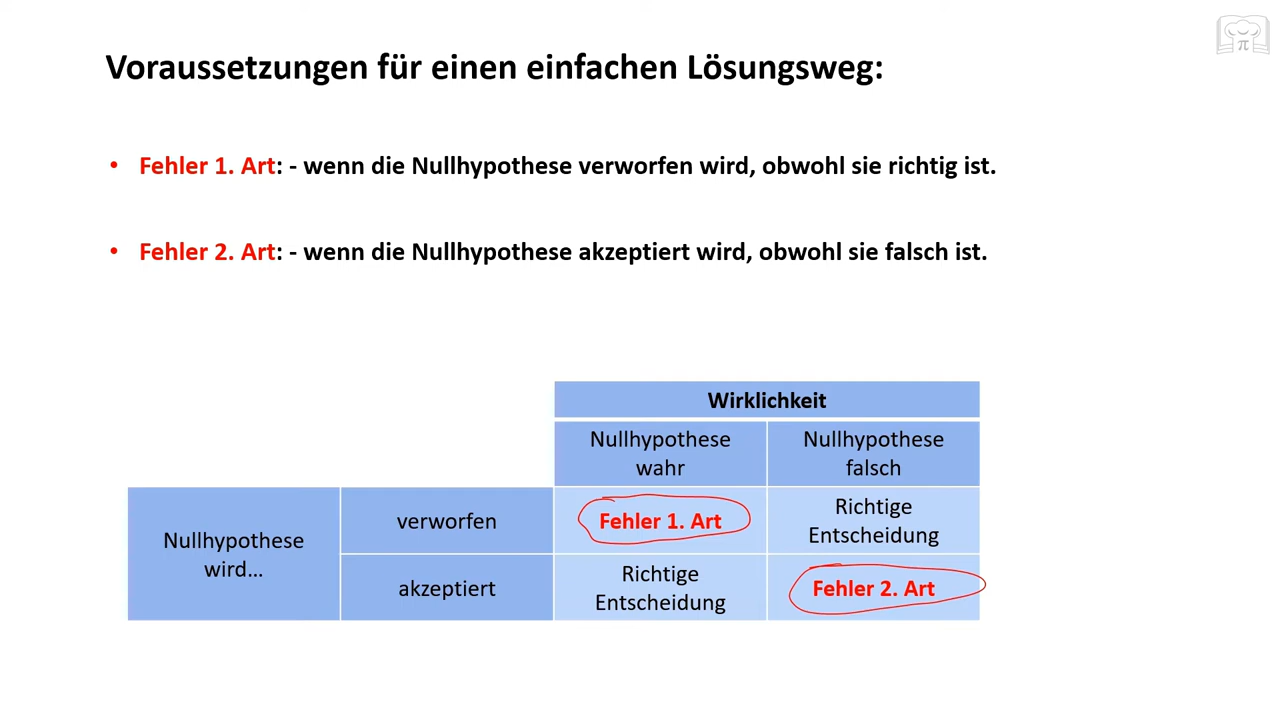 Voraussetzungen für einen einfachen Lösungsweg:
• Fehler 1. Art: - wenn die Nullhypothese verworfen wird, obwohl sie richtig ist.
• Fehler 2. Art: - wenn die Nullhypothese akzeptiert wird, obwohl sie falsch ist.
Wirklichkeit
Nullhypothese
wahr
Nullhypothese
falsch
Nullhypothese
wird...
verworfen
Fehler 1. Art
Richtige
Entscheidung
akzeptiert
Richtige
Entscheidung
Fehler 2. Art
π